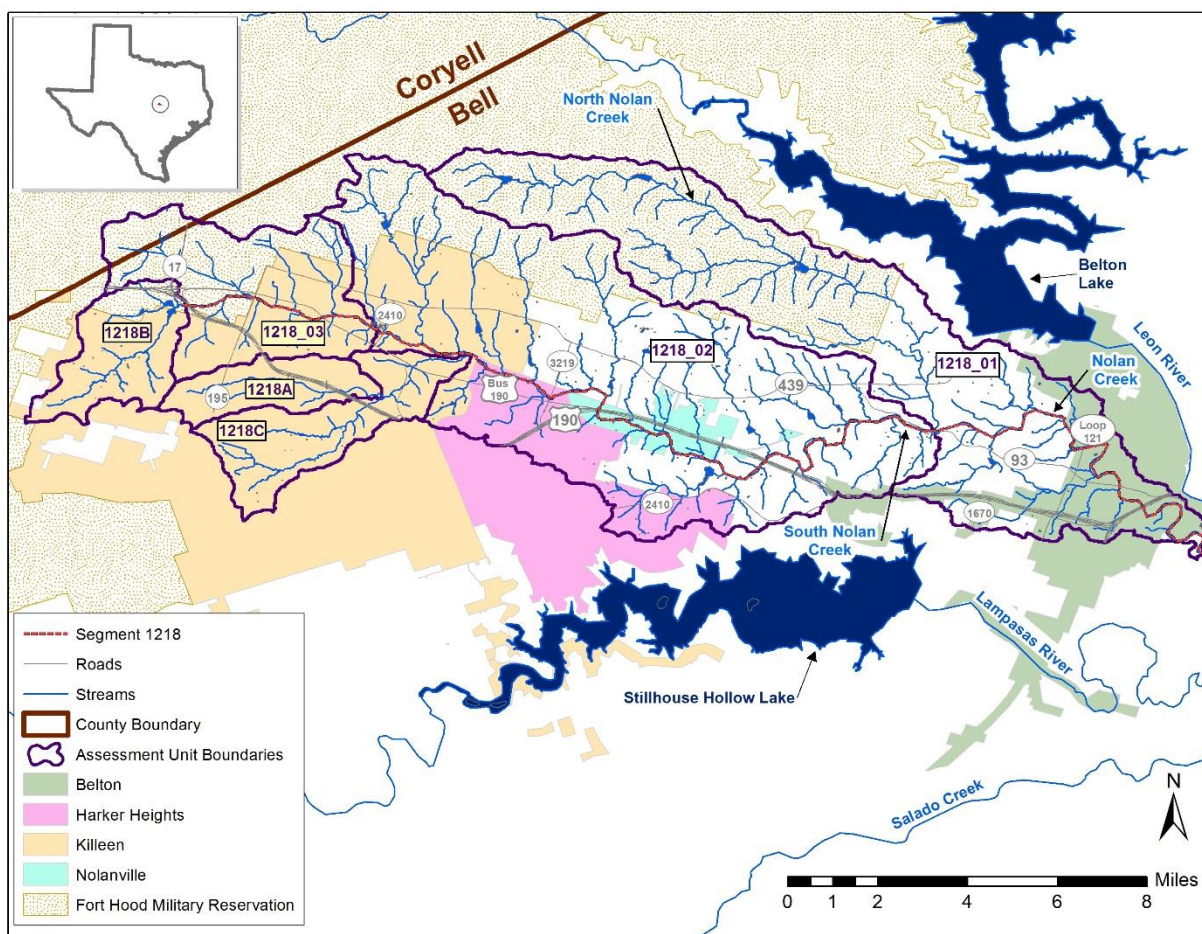 Coryell
Bell
North Nolan
Creek
Belton
Lake
Leon River
17
1218B
1218_03
2410
195
1218A
1218C
Bus
190
3219
1218_02
439
1218_01
Nolan
Creek
Loop
121
190
93
2410
1670
South Nolan
Creek
Lampasas
River
Stillhouse Hollow Lake
Salado Creek
N
Miles
0 1 2 4 6 8
Segment 1218
Roads
Streams
County Boundary
Assessment Unit Boundaries
Belton
Harker Heights
Killeen
Nolanville
Fort Hood Military Reservation